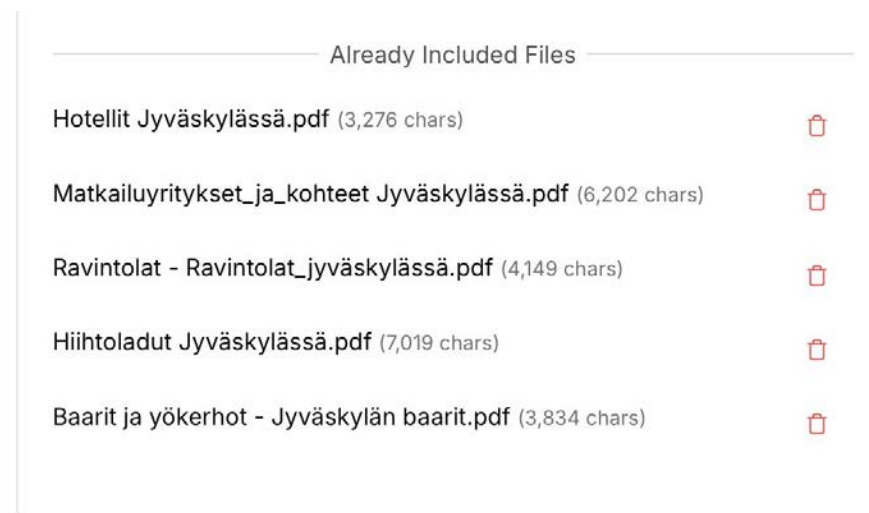 Already Included Files
Hotellit Jyväskylässä.pdf (3,276 chars)
Matkailuyritykset_ja_kohteet Jyväskylässä.pdf (6,202 chars)
Ravintolat - Ravintolat_jyväskylässä.pdf (4,149 chars)
Hiihtoladut Jyväskylässä.pdf (7,019 chars)
Baarit ja yökerhot - Jyväskylän baarit.pdf (3,834 chars)